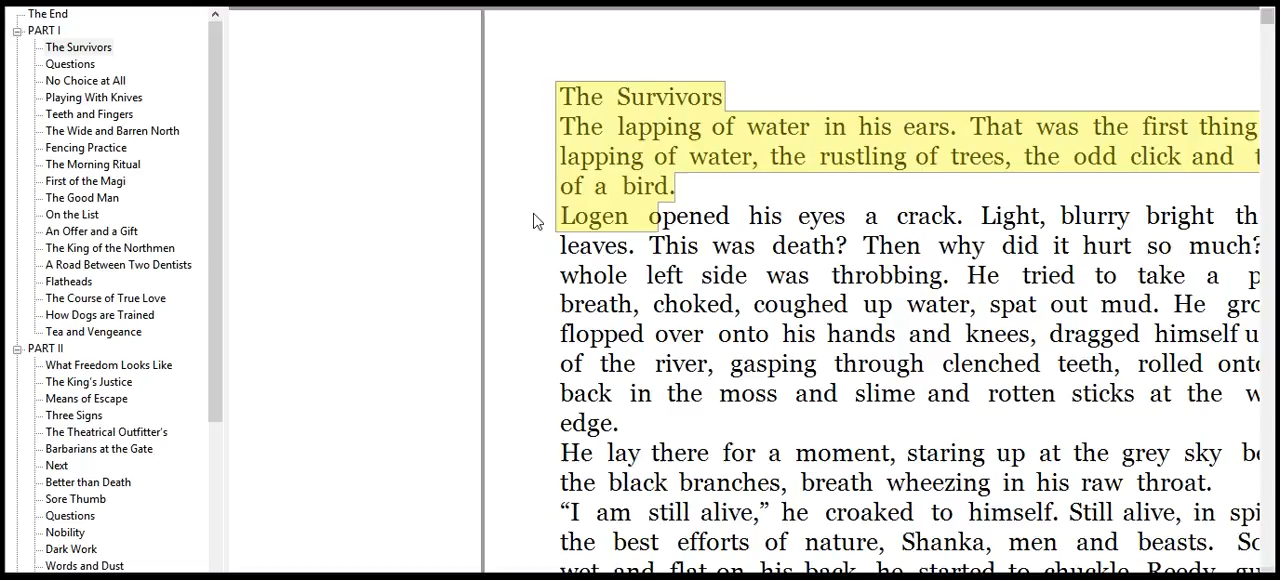 The End
PART I
The Survivors
Questions
No Choice at All
Playing With Knives
Teeth and Fingers
The Wide and Barren North
Fencing Practice
The Morning Ritual
First of the Magi
The Good Man
On the List
An Offer and a Gift
The King of the Northmen
A Road Between Two Dentists
Flatheads
The Course of True Love
How Dogs are Trained
Tea and Vengeance
PART II
What Freedom Looks Like
The King's Justice
Means of Escape
Three Signs
The Theatrical Outfitter's
Barbarians at the Gate
Next
Better than Death
Sore Thumb
Questions
Nobility
Dark Work
Words and Dust
The Survivors
The lapping of water in his ears. That was the first thing
lapping of water, the rustling of trees, the odd click and
of a bird.
Logen opened his eyes a crack. Light, blurry bright
leaves. This was death? Then why did it hurt so much?
whole left side was throbbing. He tried to take a
breath, choked, coughed up water, spat out mud. He
flopped over onto his hands and knees, dragged himself
of the river, gasping through clenched teeth, rolled
back in the moss and slime and rotten sticks at the
edge.
He lay there for a moment, staring up at the grey sky
the black branches, breath wheezing in his raw throat.
“I am still alive,” he croaked to himself. Still alive, in
the best efforts of nature, Shanka, men and beasts.
wet and flat on his back, he started to chuckle. Reedy,